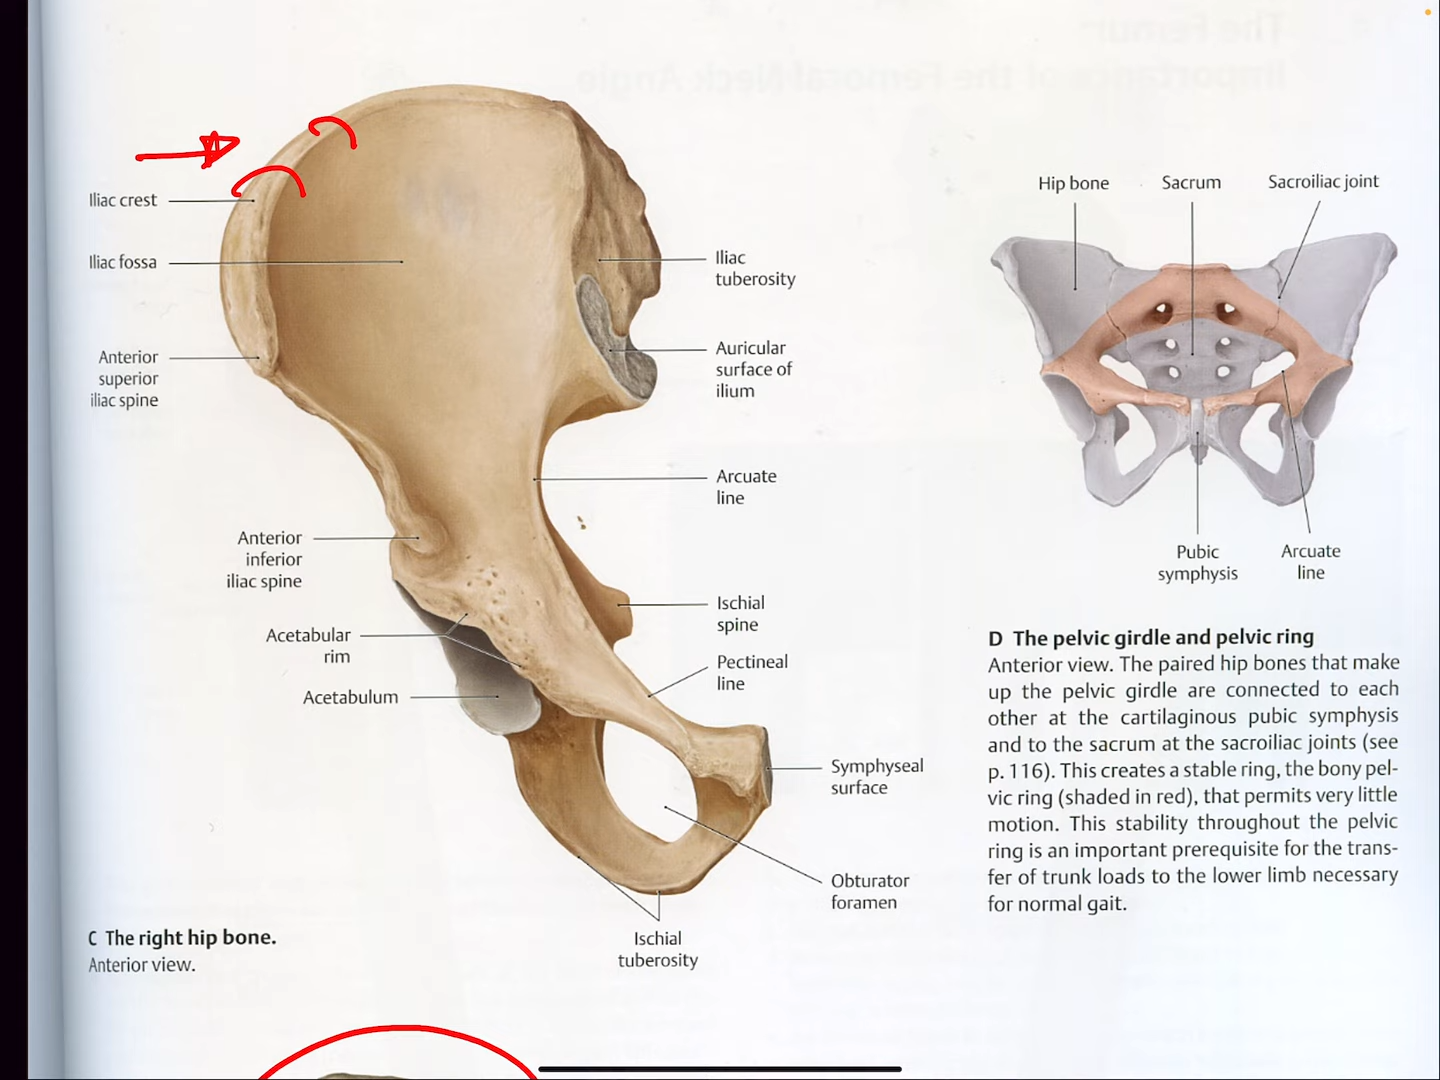 Iliac crest
Iliac fossa
Anterior
superior
iliac spine
Anterior
inferior
iliac spine
Acetabular
rim
Acetabulum
Iliac
tuberosity
Auricular
surface of
ilium
Arcuate
line
Ischial
spine
Pectineal
line
Symphyseal
surface
Obturator
foramen
Ischial
tuberosity
C The right hip bone.
Anterior view.
Hip bone
Sacrum
Sacroiliac joint
Pubic
symphysis
Arcuate
line
D The pelvic girdle and pelvic ring
Anterior view. The paired hip bones that make
up the pelvic girdle are connected to each
other at the cartilaginous pubic symphysis
and to the sacrum at the sacroiliac joints (see
p. 116). This creates a stable ring, the bony pel-
vic ring (shaded in red), that permits very little
motion. This stability throughout the pelvic
ring is an important prerequisite for the trans-
fer of trunk loads to the lower limb necessary
for normal gait.